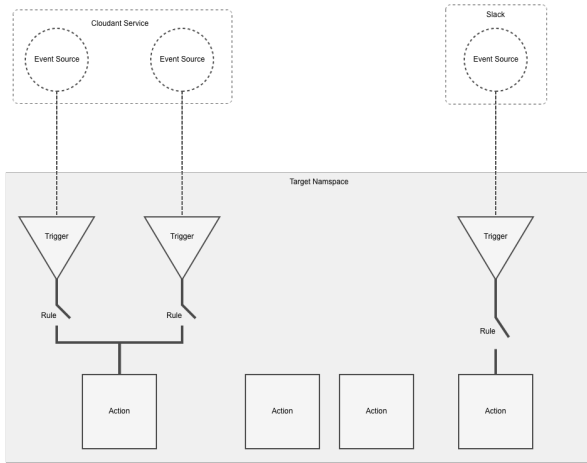 Cloudant Service
Slack
Event Source
Event Source
Event Source
Target Namspace
Trigger
Trigger
Trigger
Rule
Rule
Rule
Action
Action
Action
Action